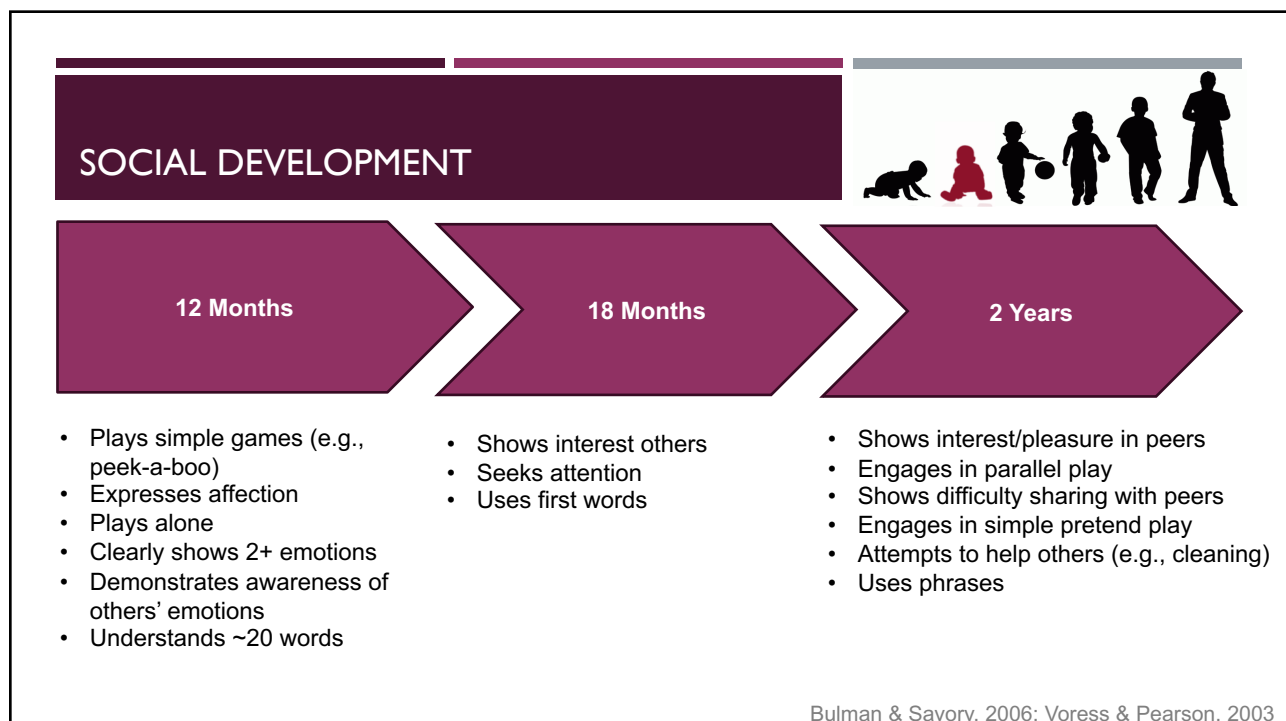 SOCIAL DEVELOPMENT
12 Months
18 Months
2 Years
• Plays simple games (e.g.,
peek-a-boo)
• Expresses affection
• Plays alone
• Clearly shows 2+ emotions
• Demonstrates awareness of
others’ emotions
• Understands ~20 words
• Shows interest others
• Seeks attention
• Uses first words
• Shows interest/pleasure in peers
• Engages in parallel play
• Shows difficulty sharing with peers
• Engages in simple pretend play
• Attempts to help others (e.g., cleaning)
• Uses phrases
Bulman & Savory, 2006; Voress & Pearson, 2003